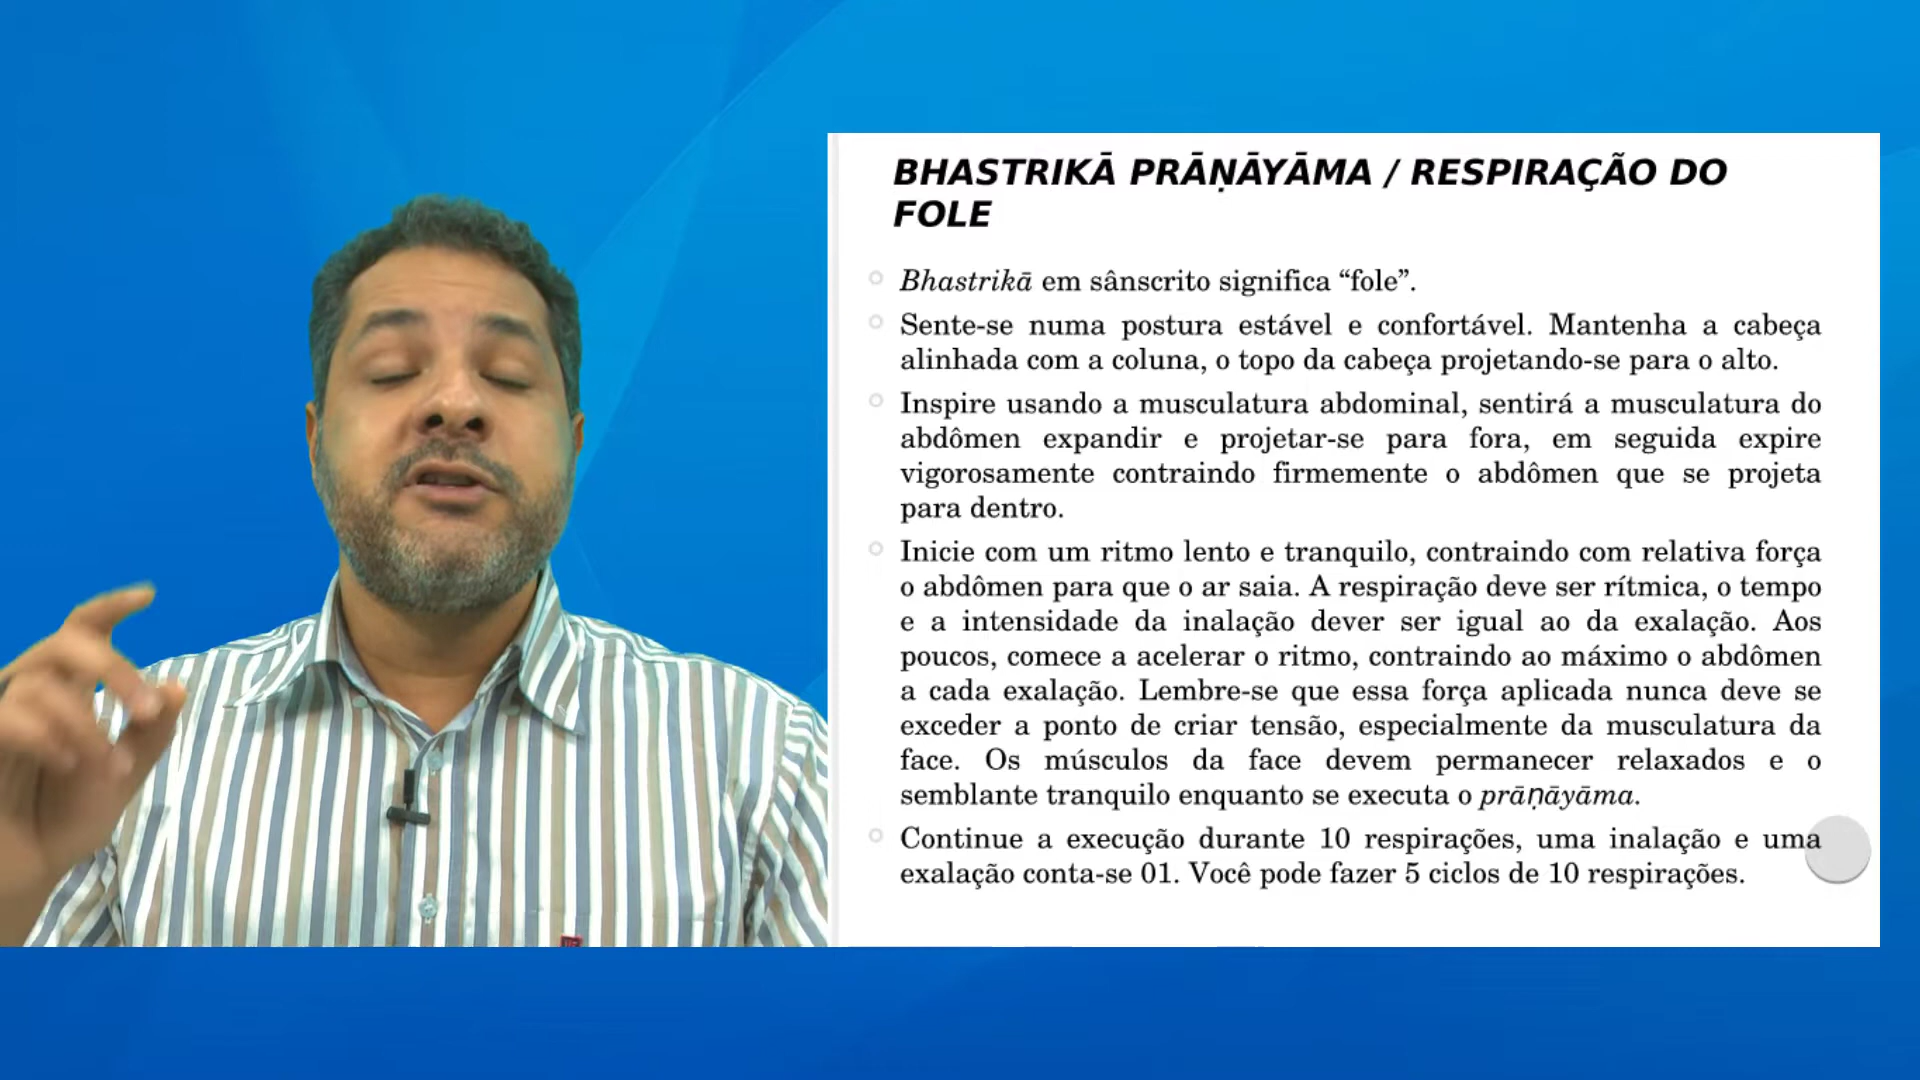 BHASTRIKĀ PRĀṆĀYĀMA / RESPIRAÇÃO DO
FOLE
Bhastrikā em sânscrito significa “fole”.
Sente-se numa postura estável e confortável. Mantenha a cabeça
alinhada com a coluna, o topo da cabeça projetando-se para o alto.
Inspire usando a musculatura abdominal, sentirá a musculatura do
abdômen expandir e projetar-se para fora, em seguida expire
vigorosamente contraindo firmemente o abdômen que se projeta
para dentro.
Inicie com um ritmo lento e tranquilo, contraindo com relativa força
o abdômen para que o ar saia. A respiração deve ser rítmica, o tempo
e a intensidade da inalação dever ser igual ao da exalação. Aos
poucos, comece a acelerar o ritmo, contraindo ao máximo o abdômen
a cada exalação. Lembre-se que essa força aplicada nunca deve se
exceder a ponto de criar tensão, especialmente da musculatura da
face. Os músculos da face devem permanecer relaxados e o
semblante tranquilo enquanto se executa o prāṇāyāma.
Continue a execução durante 10 respirações, uma inalação e uma
exalação conta-se 01. Você pode fazer 5 ciclos de 10 respirações.